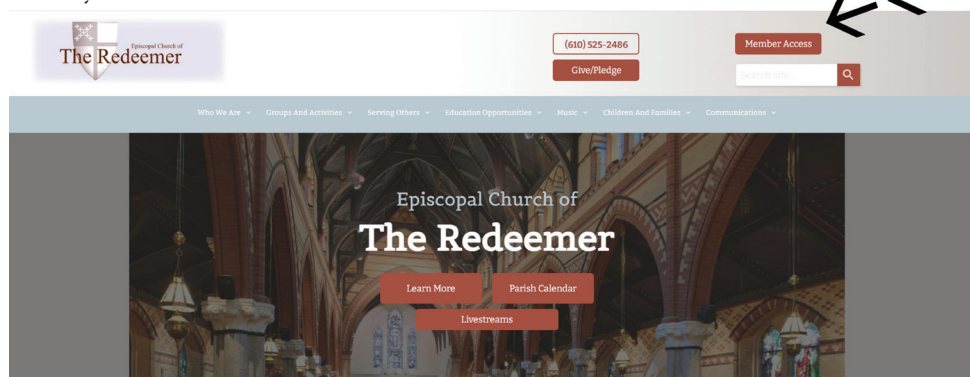 Episcopal Church of
The Redeemer
(610) 525-2486
Give/Pledge
Member Access
Search site...
Who We Are
Groups And Activities
Serving Others
Education Opportunities
Music
Children And Families
Communications
Episcopal Church of
The Redeemer
Learn More
Parish Calendar
Livestreams